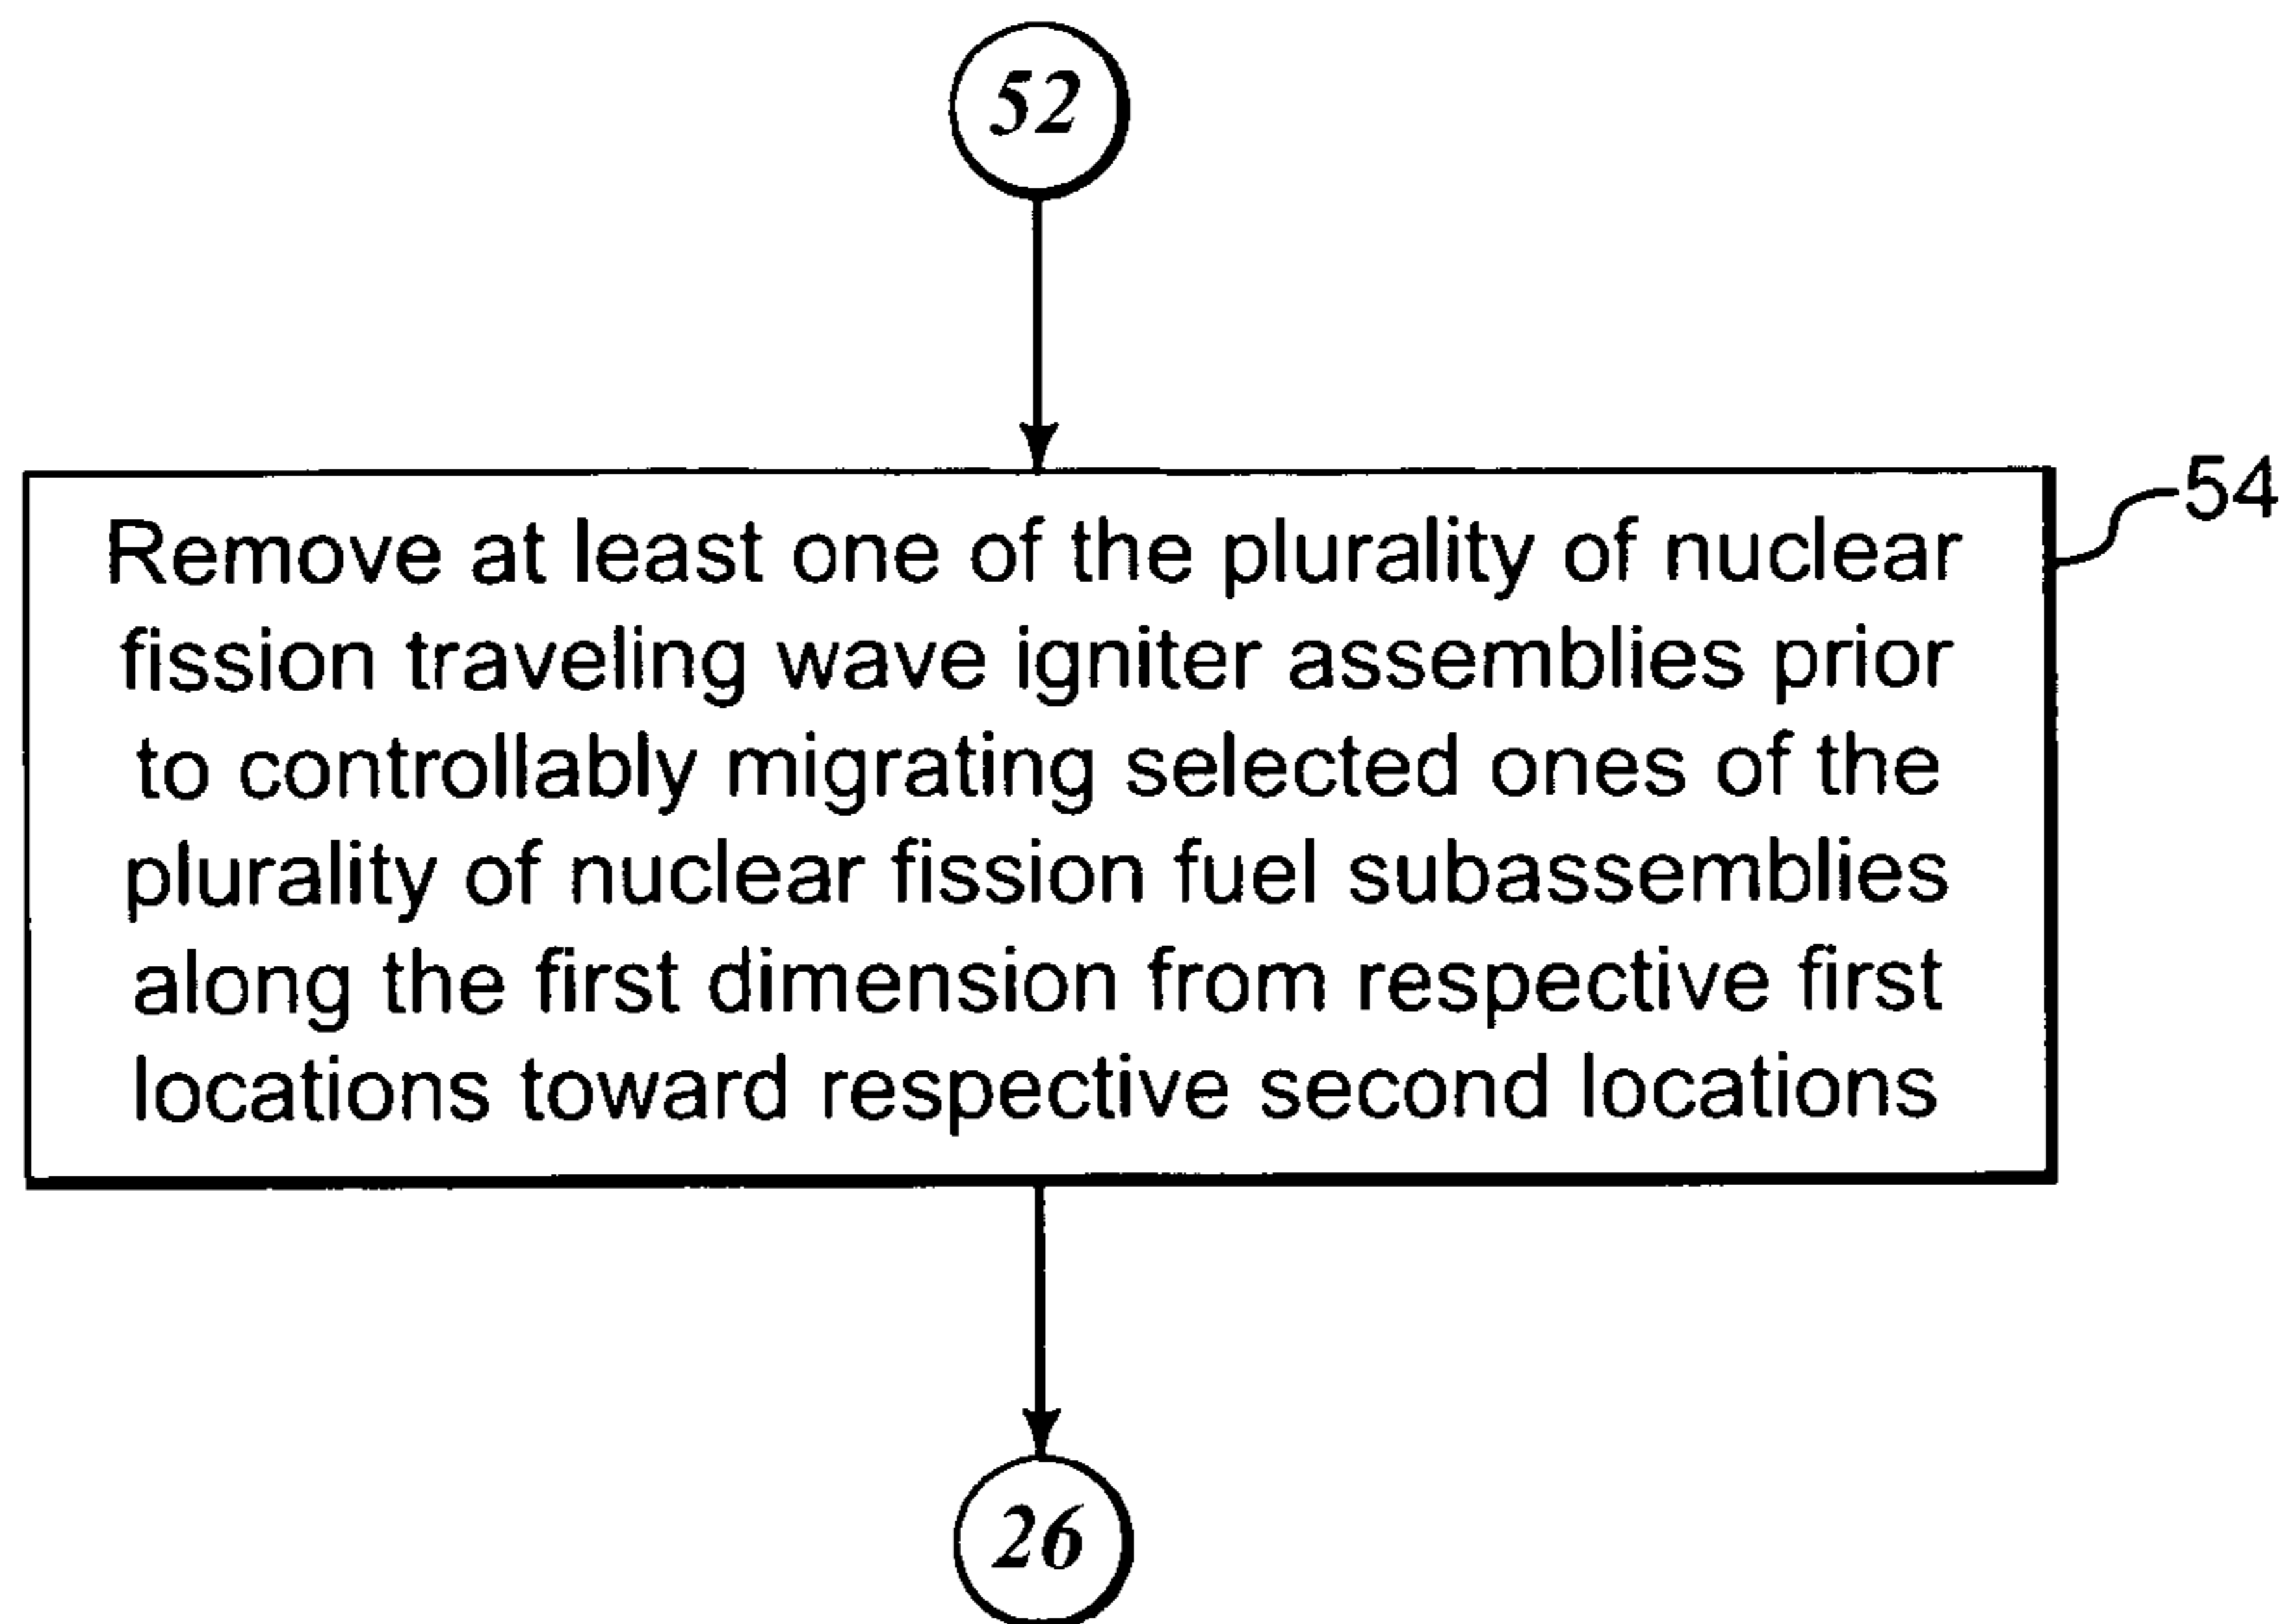 52
54
Remove at least one of the plurality of nuclear
fission traveling wave igniter assemblies prior
to controllably migrating selected ones of the
plurality of nuclear fission fuel subassemblies
along the first dimension from respective first
locations toward respective second locations
26